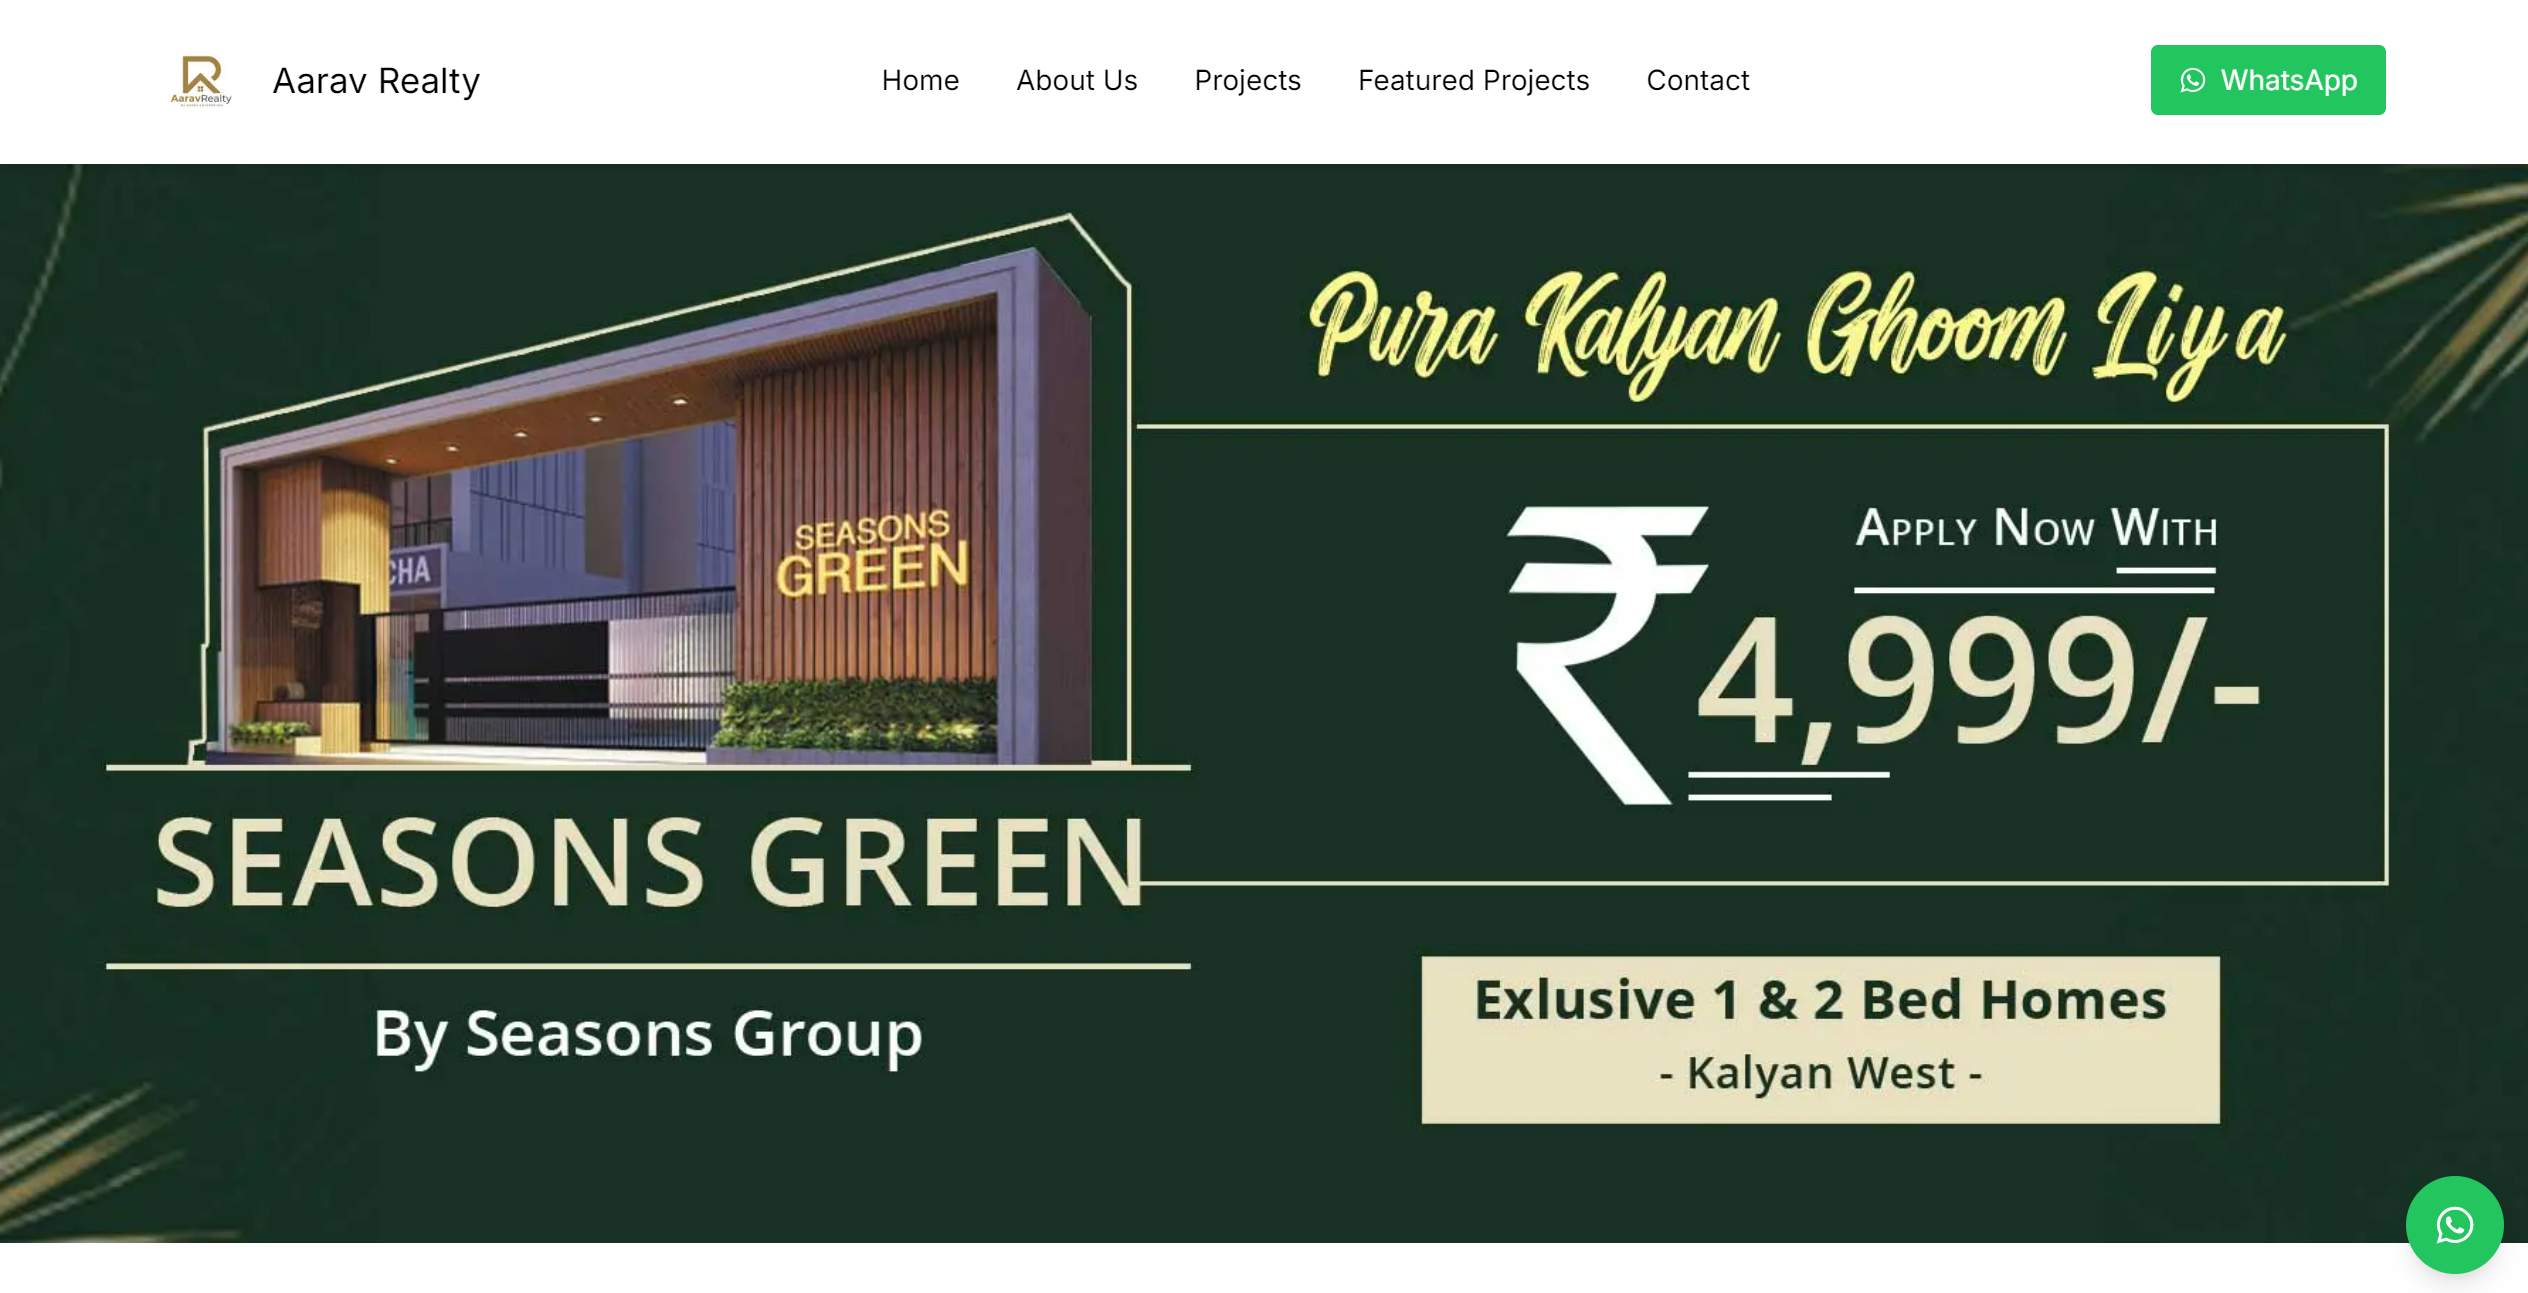 AaravRealty
Aarav Realty
Home
About Us
Projects
Featured Projects
Contact
WhatsApp
Pura Kalyan Ghoom Liya
SEASONS
GREEN
CHA
Apply Now With
₹4,999/-
SEASONS GREEN
By Seasons Group
Exlusive 1 & 2 Bed Homes
- Kalyan West -